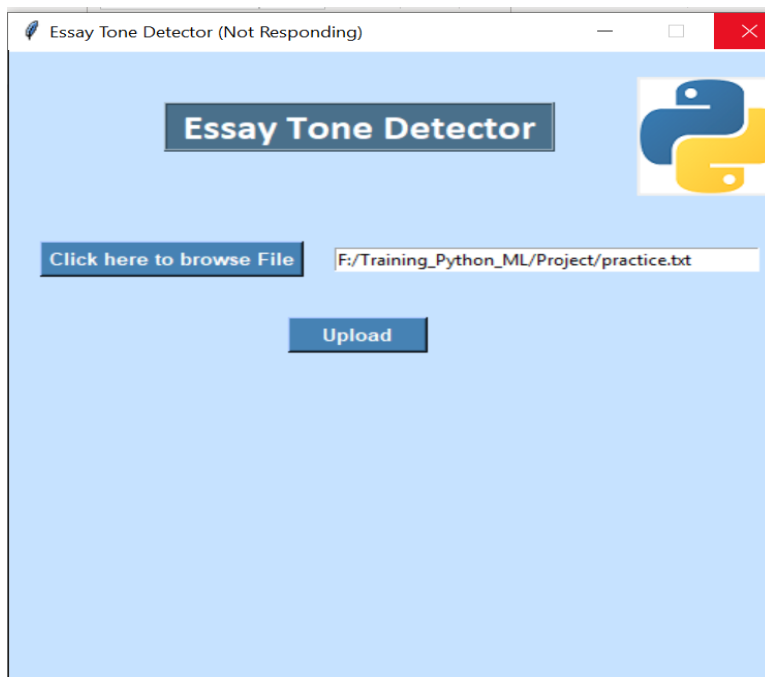 Essay Tone Detector (Not Responding)
Essay Tone Detector
Click here to browse File
F:/Training_Python_ML/Project/practice.txt
Upload